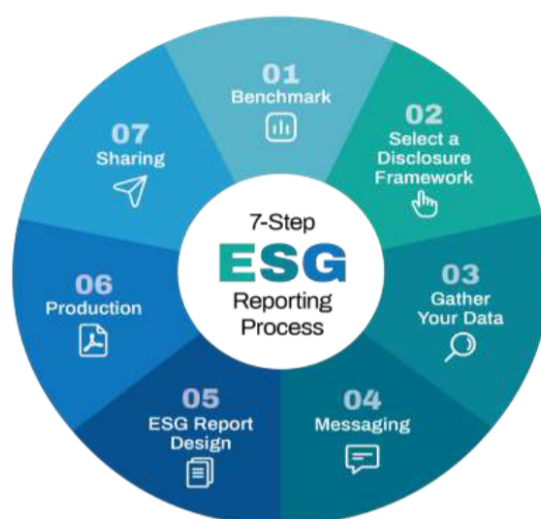 01
Benchmark
02
Select a
Disclosure
Framework
03
Gather
Your Data
04
Messaging
05
ESG Report
Design
06
Production
07
Sharing
7-Step
ESG
Reporting
Process